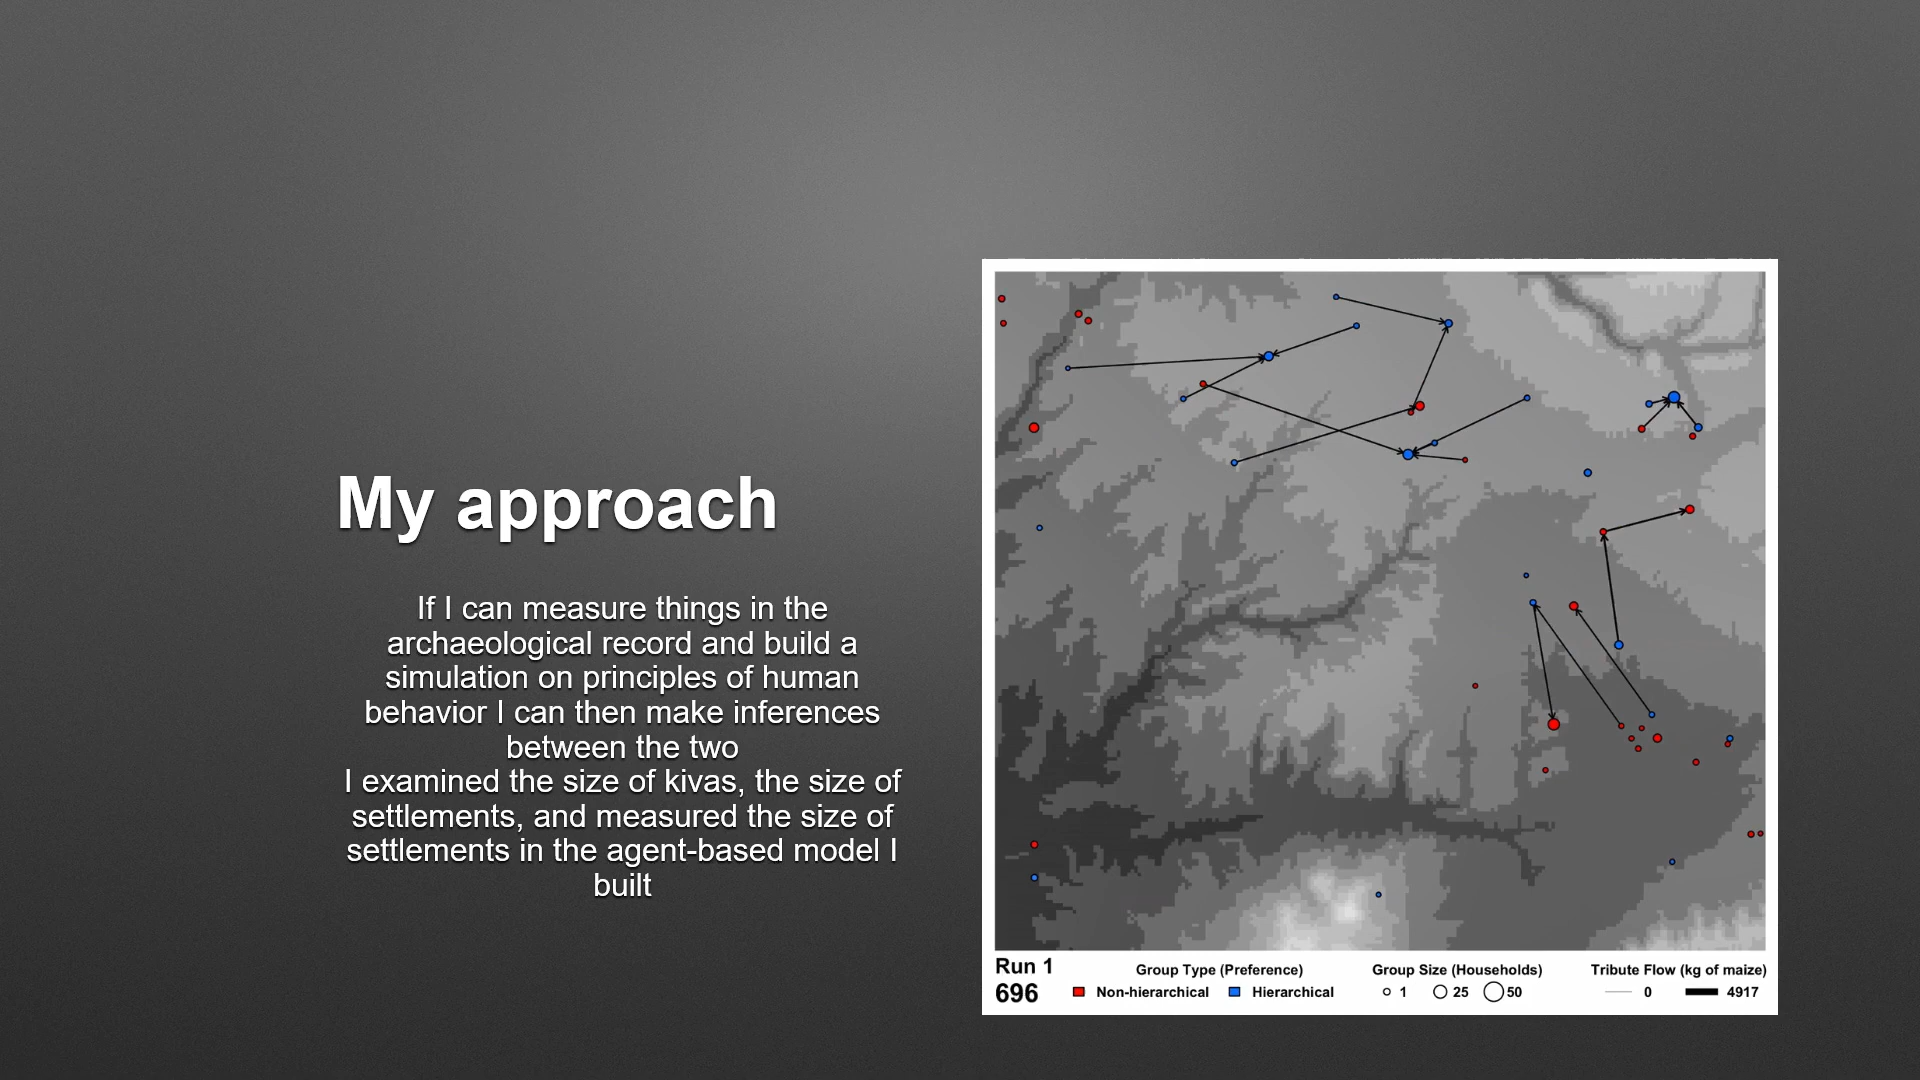 My approach
If I can measure things in the
archaeological record and build a
simulation on principles of human
behavior I can then make inferences
between the two
I examined the size of kivas, the size of
settlements, and measured the size of
settlements in the agent-based model I
built
Run 1
696
Group Type (Preference)
Non-hierarchical
Hierarchical
Group Size (Households)
1
25
50
Tribute Flow (kg of maize)
0
4917